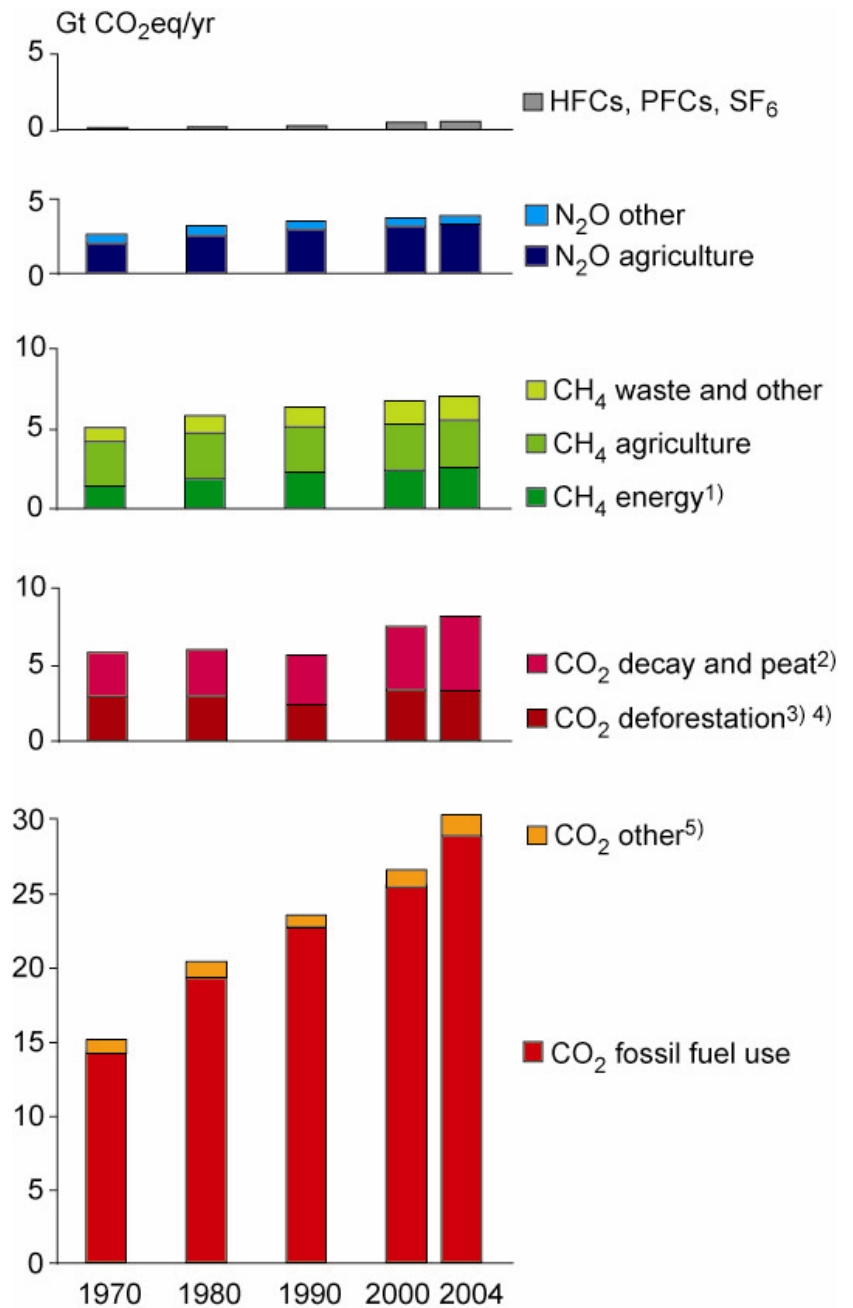 Gt CO₂eq/yr
5
0
HFCs, PFCs, SF₆
5
0
N₂O other
N₂O agriculture
10
5
0
CH₄ waste and other
CH₄ agriculture
CH₄ energy¹⁾
10
5
0
CO₂ decay and peat²⁾
CO₂ deforestation³⁾ ⁴⁾
30
25
20
15
10
5
0
CO₂ other⁵⁾
CO₂ fossil fuel use
1970 1980 1990 2000 2004